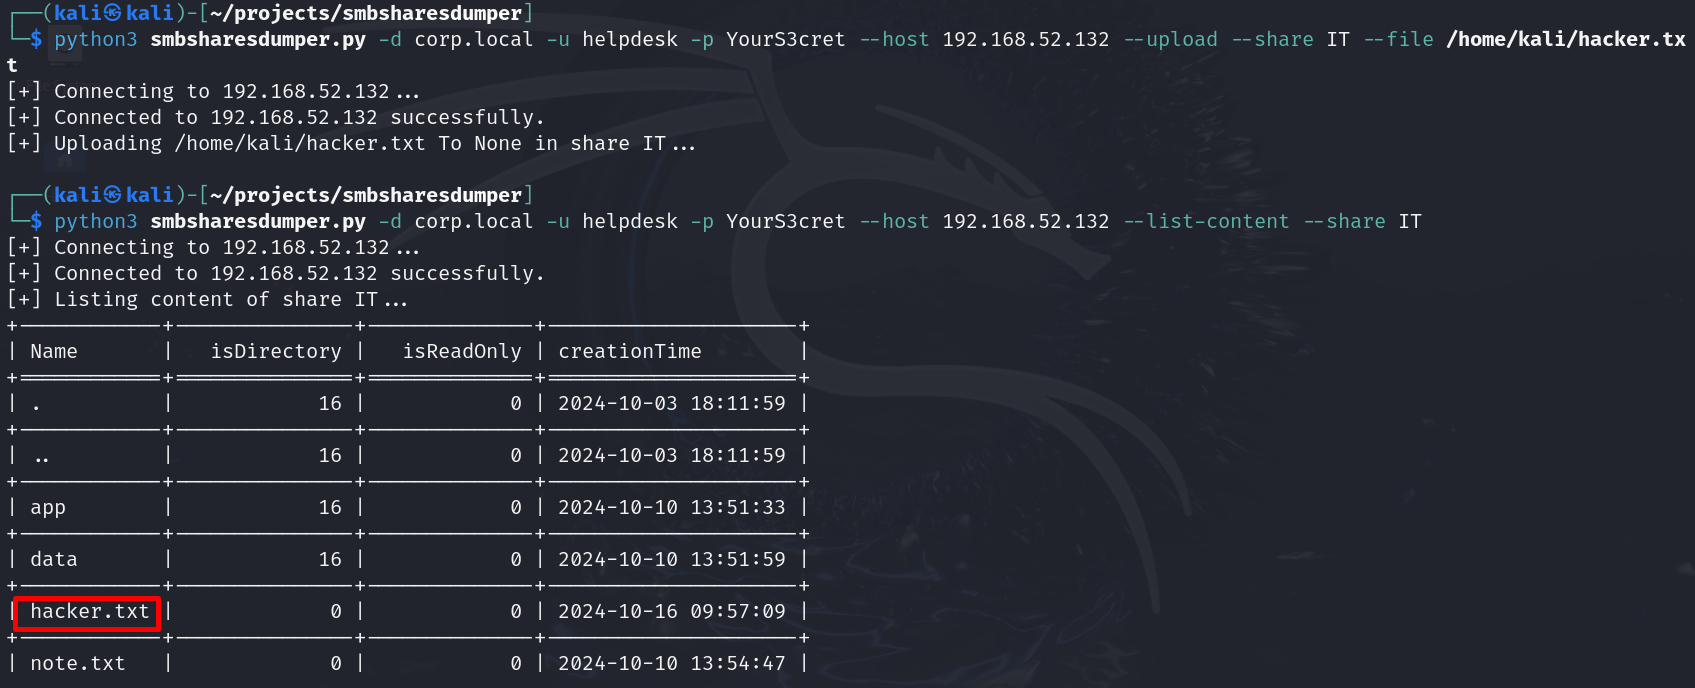 ┌──(kali㉿kali)-[~/projects/smbsharesdumper]
└─$ python3 smbsharesdumper.py -d corp.local -u helpdesk -p YourS3cret --host 192.168.52.132 --upload --share IT --file /home/kali/hacker.tx
t
[+] Connecting to 192.168.52.132...
[+] Connected to 192.168.52.132 successfully.
[+] Uploading /home/kali/hacker.txt To None in share IT...
┌──(kali㉿kali)-[~/projects/smbsharesdumper]
└─$ python3 smbsharesdumper.py -d corp.local -u helpdesk -p YourS3cret --host 192.168.52.132 --list-content --share IT
[+] Connecting to 192.168.52.132...
[+] Connected to 192.168.52.132 successfully.
[+] Listing content of share IT...
+------------+---------------+--------------+---------------------+
| Name       |   isDirectory |   isReadOnly | creationTime        |
+============+===============+==============+=====================+
| .          |            16 |            0 | 2024-10-03 18:11:59 |
+------------+---------------+--------------+---------------------+
| ..         |            16 |            0 | 2024-10-03 18:11:59 |
+------------+---------------+--------------+---------------------+
| app        |            16 |            0 | 2024-10-10 13:51:33 |
+------------+---------------+--------------+---------------------+
| data       |            16 |            0 | 2024-10-10 13:51:59 |
+------------+---------------+--------------+---------------------+
| hacker.txt |             0 |            0 | 2024-10-16 09:57:09 |
+------------+---------------+--------------+---------------------+
| note.txt   |             0 |            0 | 2024-10-10 13:54:47 |